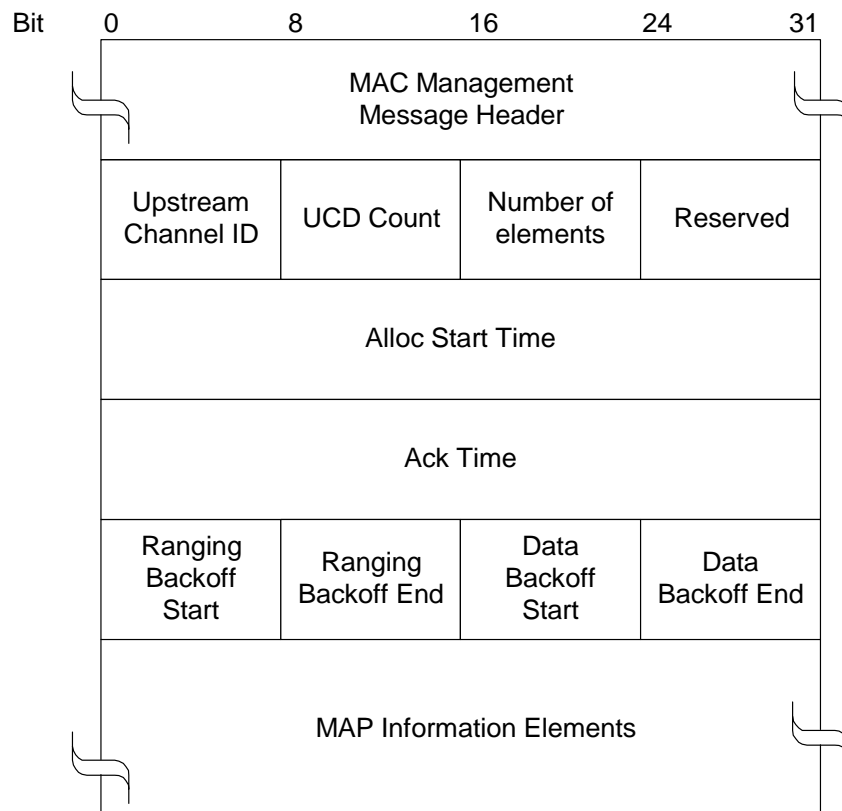 Bit 0 8 16 24 31
MAC Management
Message Header
Upstream
Channel ID
UCD Count
Number of
elements
Reserved
Alloc Start Time
Ack Time
Ranging
Backoff
Start
Ranging
Backoff End
Data
Backoff
Start
Data
Backoff End
MAP Information Elements